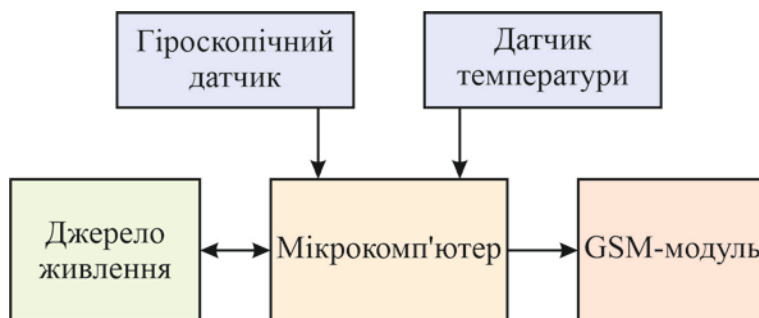 Гіроскопічний
датчик
Датчик
температури
Джерело
живлення
Мікрокомп'ютер
GSM-модуль